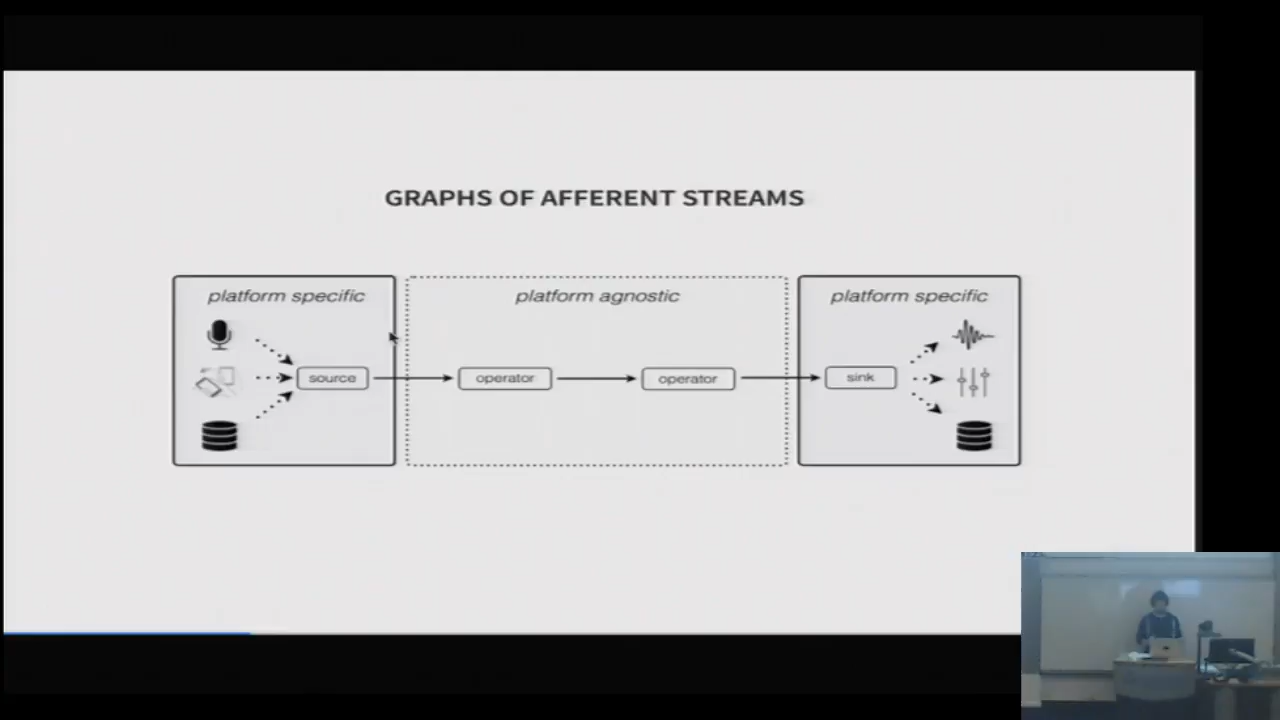 GRAPHS OF AFFERENT STREAMS
platform specific
platform agnostic
platform specific
source
operator
operator
sink